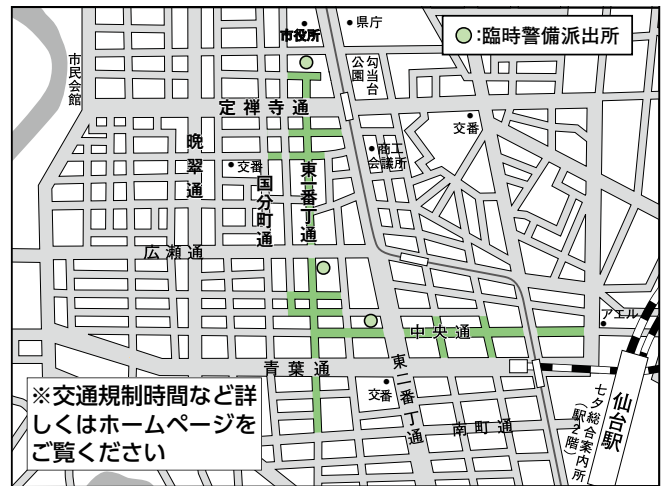 市役所
・県庁
:臨時警備派出所
市民会館
勾当台
公園
定禅寺通
・交番
晩翠通
・交番
国分町通
東一番丁通
・商工
会議所
広瀬通
アエル
中央通
青葉通
交番
東二番丁通
南町通
仙台駅
七夕総合案内所
(駅2階)
※交通規制時間など詳
しくはホームページを
ご覧ください